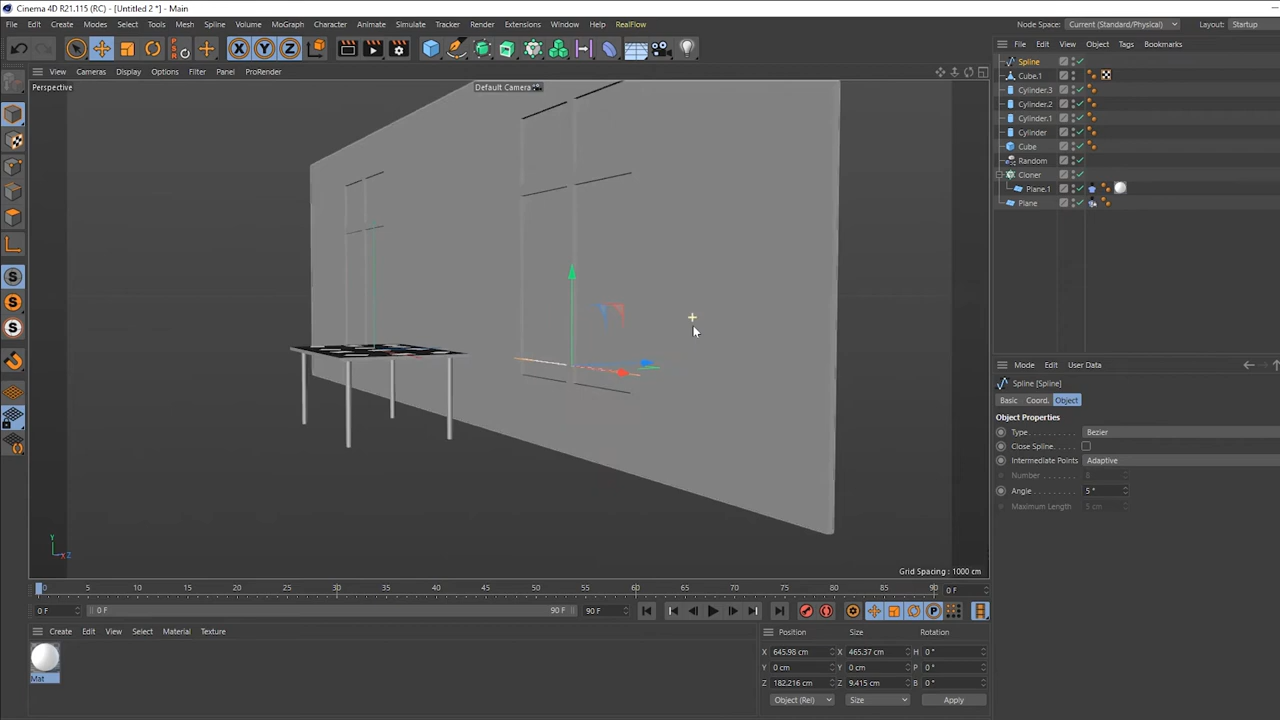 Cinema 4D R21.115 (RC) - [Untitled 2 *] - Main
File Edit Create Modes Select Tools Mesh Spline Volume MoGraph Character Animate Simulate Tracker Render Extensions Window Help RealFlow
Node Space: Current (Standard/Physical) Layout: Startup
PSR
X Y Z
View Cameras Display Options Filter Panel ProRender
File Edit View Object Tags Bookmarks
Perspective
Default Camera
Spline
Cube.1
Cylinder.3
Cylinder.2
Cylinder.1
Cylinder
Cube
Random
Cloner
Plane.1
Plane
S
S
S
Mode Edit User Data
Spline [Spline]
Basic Coord. Object
Object Properties
Type Bezier
Close Spline
Intermediate Points Adaptive
Number 8
Angle 5 °
Maximum Length 5 cm
Y
X Z
Grid Spacing : 1000 cm
0 5 10 15 20 25 30 35 40 45 50 55 60 65 70 75 80 85 90 0 F
0 F 0 F 90 F 90 F
P
Create Edit View Select Material Texture
Mat
Position Size Rotation
X 645.98 cm X 465.37 cm H 0 °
Y 0 cm Y 0 cm P 0 °
Z 182.216 cm Z 9.415 cm B 0 °
Object (Rel) Size Apply